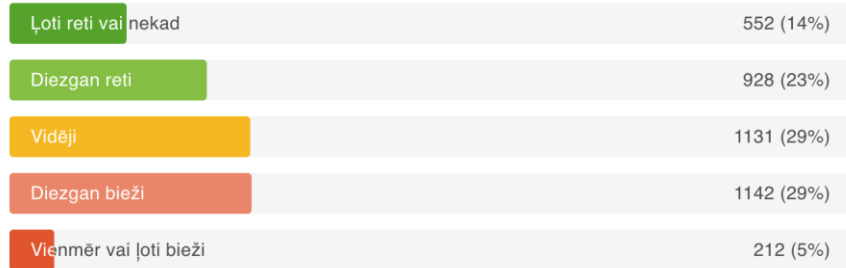 Ļoti reti vai nekad 552 (14%)
Diezgan reti 928 (23%)
Vidēji 1131 (29%)
Diezgan bieži 1142 (29%)
Vienmēr vai ļoti bieži 212 (5%)